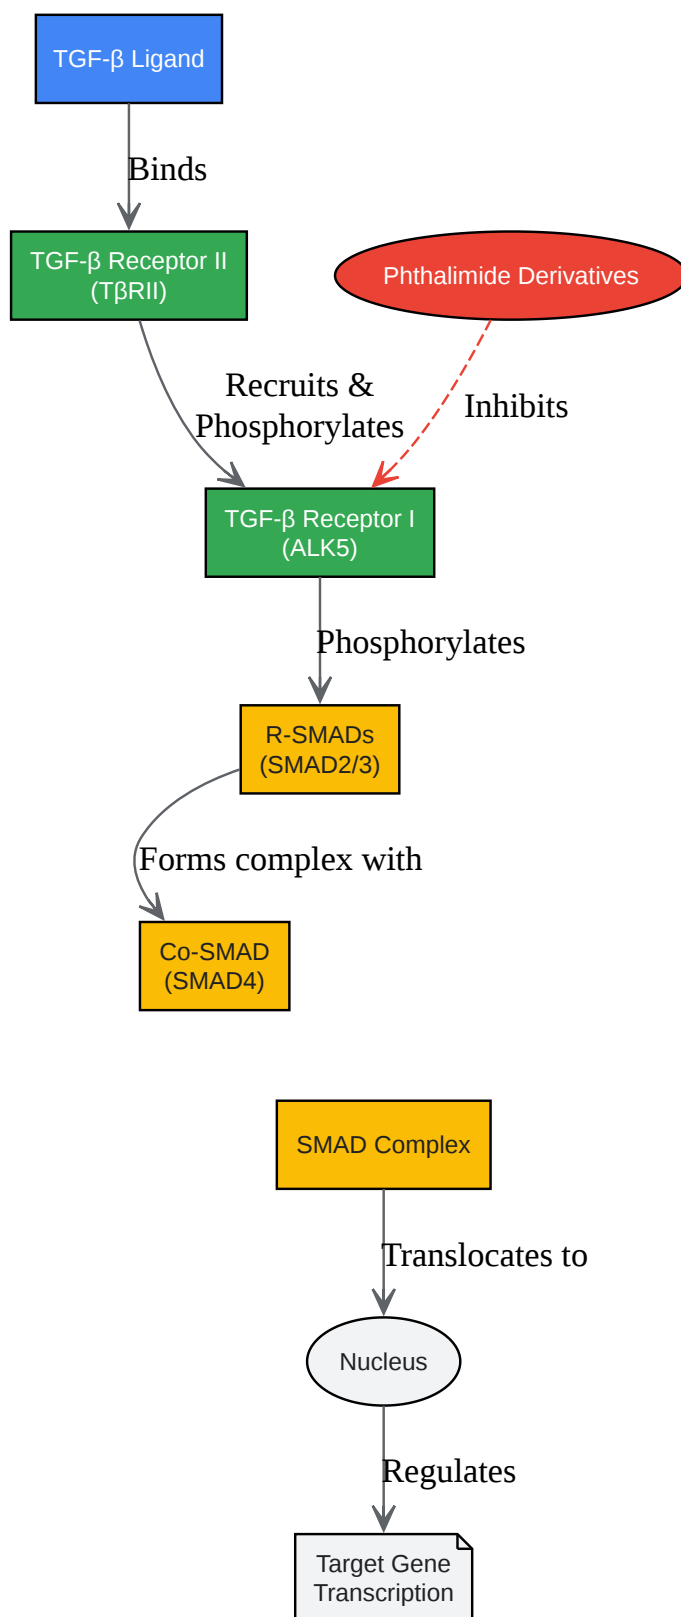 TGF-β Ligand
Binds
TGF-β Receptor II
(TβRII)
Phthalimide Derivatives
Recruits &
Phosphorylates
Inhibits
TGF-β Receptor I
(ALK5)
Phosphorylates
R-SMADs
(SMAD2/3)
Forms complex with
Co-SMAD
(SMAD4)
SMAD Complex
Translocates to
Nucleus
Regulates
Target Gene
Transcription